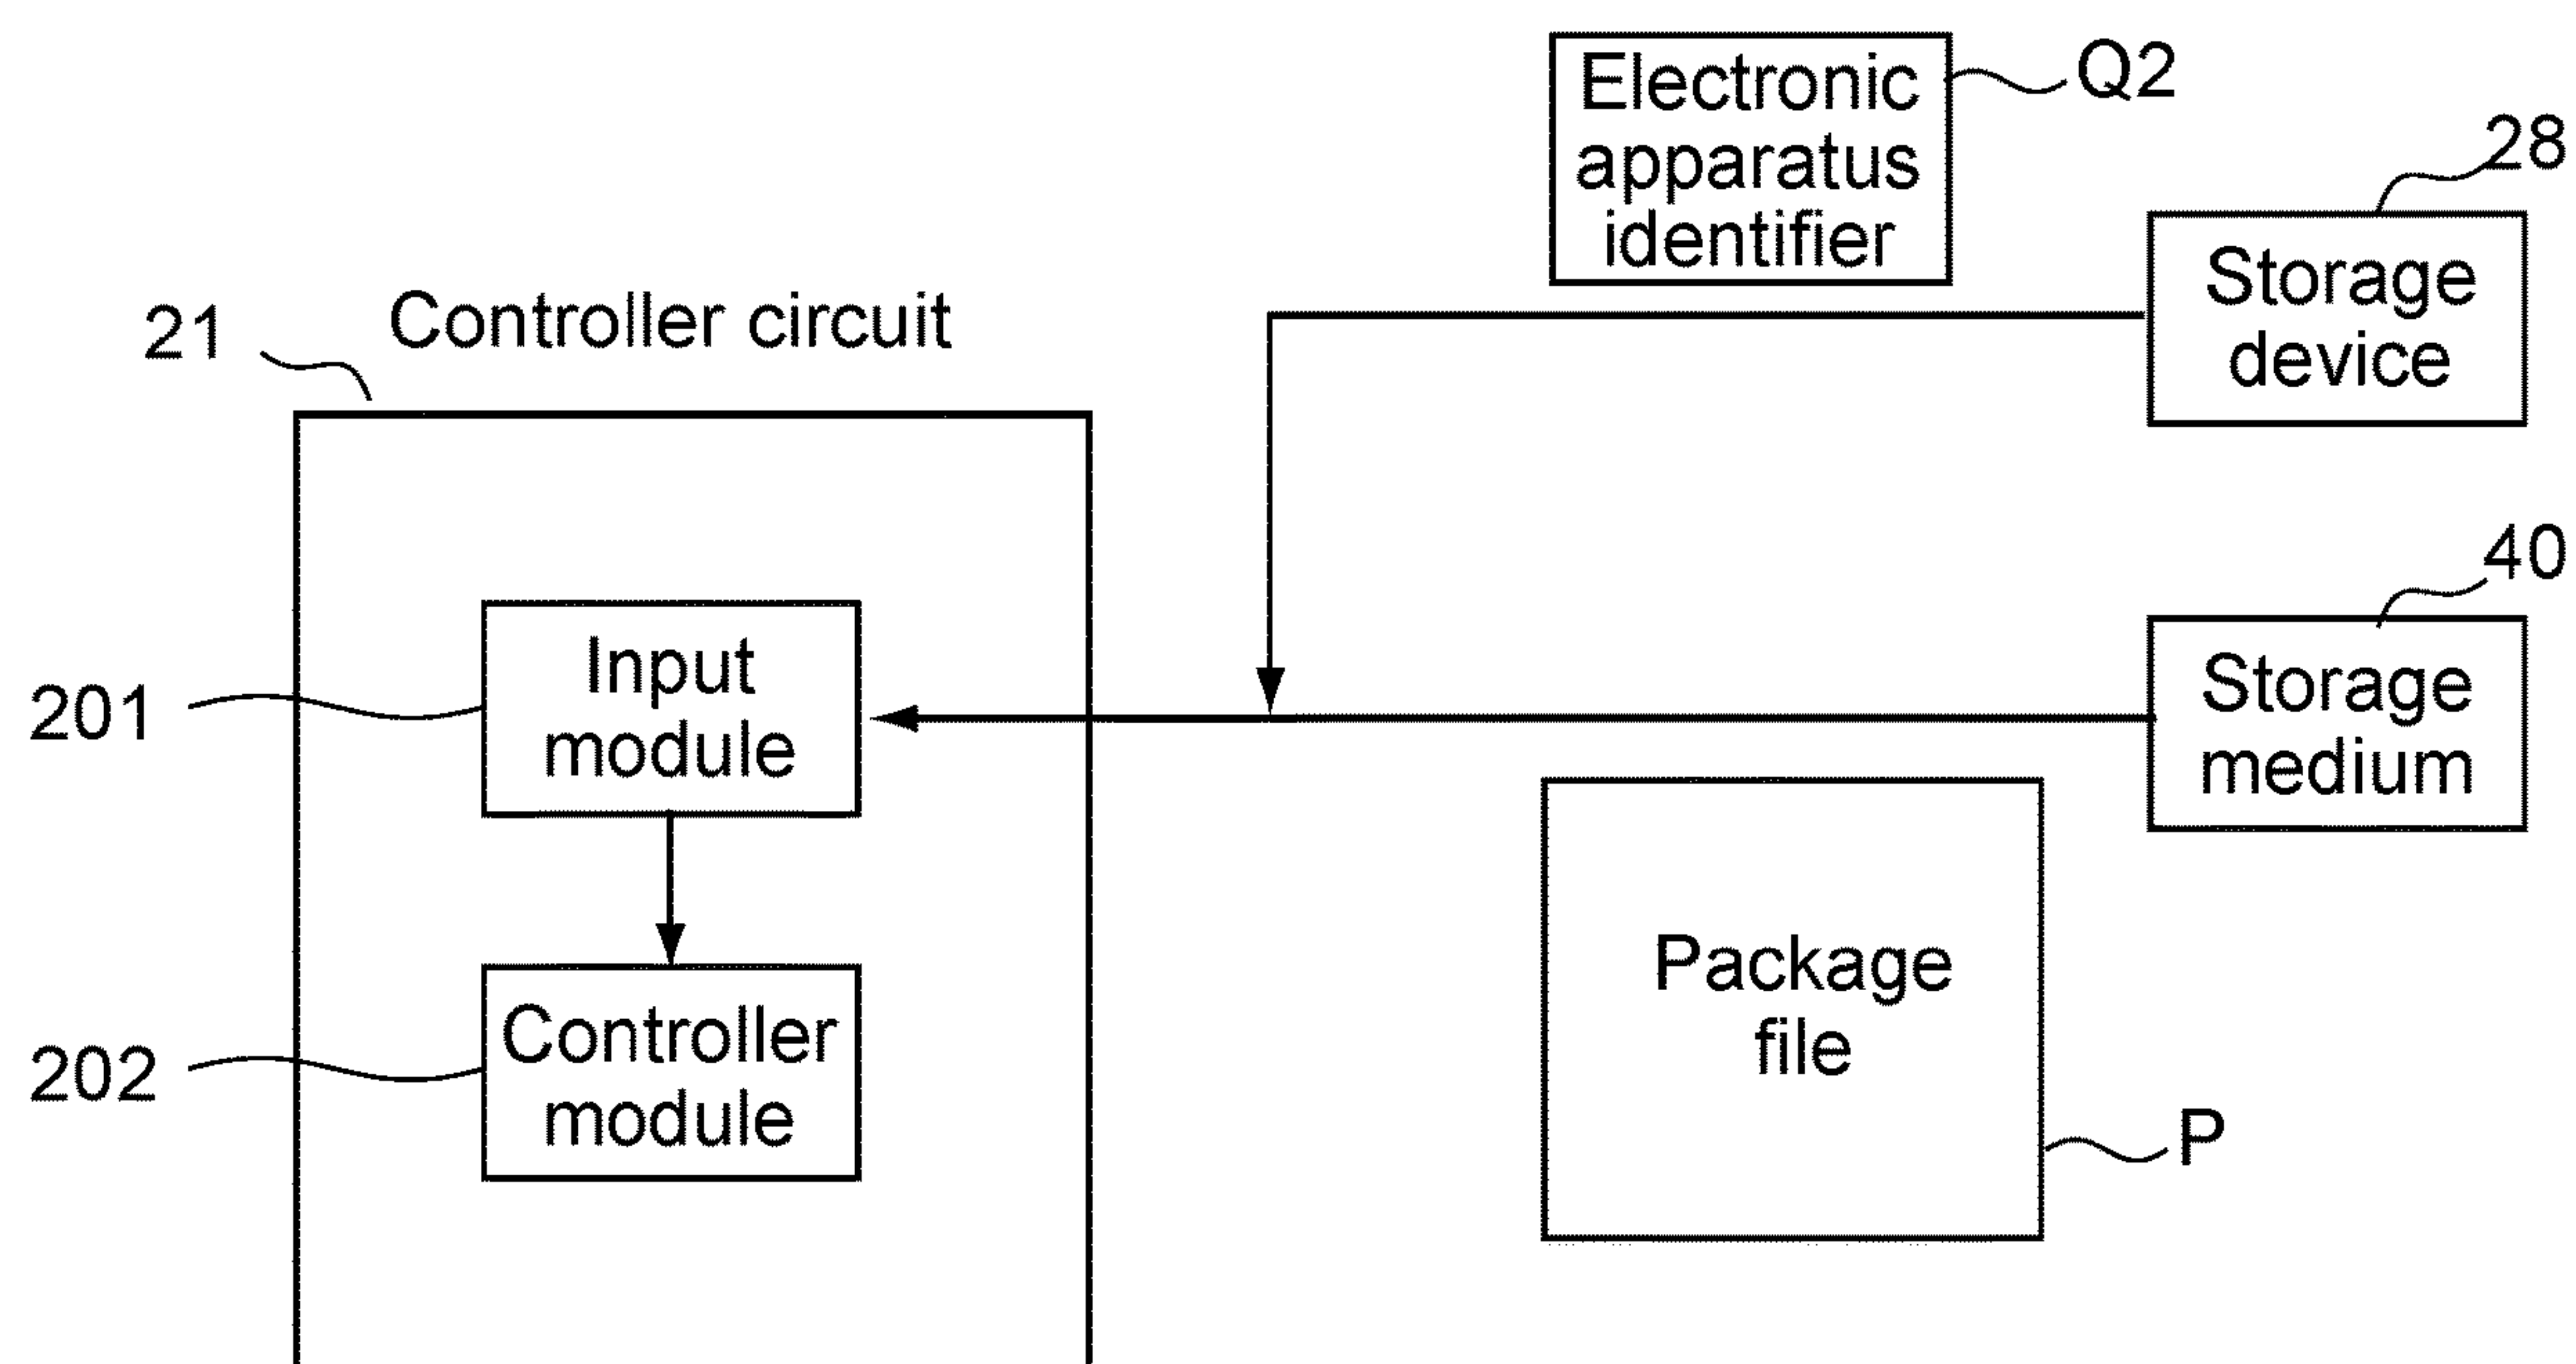 Electronic
apparatus
identifier
Q2
28
Storage
device
21
Controller circuit
40
Storage
medium
201
Input
module
Package
file
202
Controller
module
P